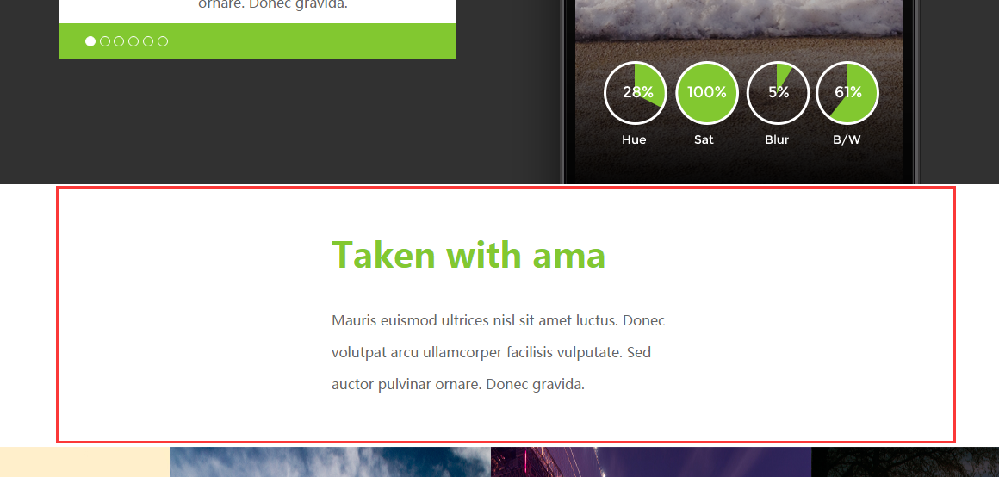 ornare. Donec gravida.
28% 100% 5% 61%
Hue Sat Blur B/W
Taken with ama
Mauris euismod ultrices nisl sit amet luctus. Donec
volutpat arcu ullamcorper facilisis vulputate. Sed
auctor pulvinar ornare. Donec gravida.